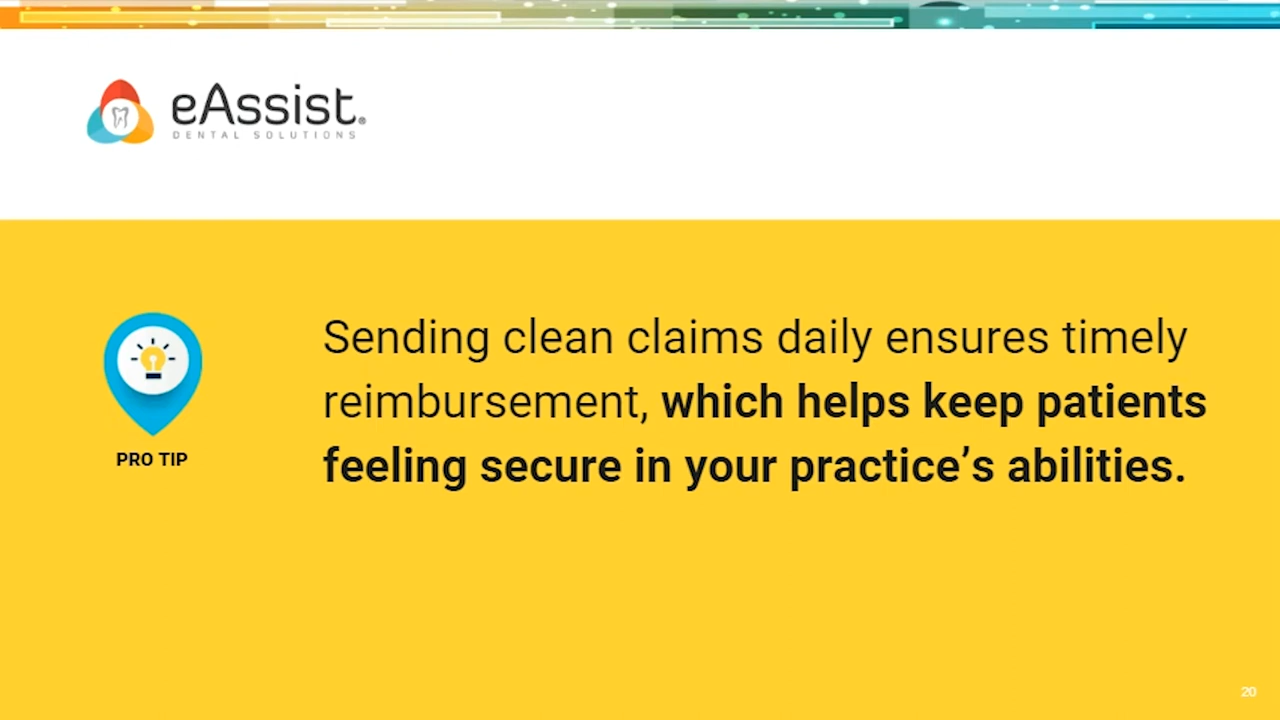 eAssist®
DENTAL SOLUTIONS
Sending clean claims daily ensures timely
reimbursement, which helps keep patients
feeling secure in your practice’s abilities.
PRO TIP
20